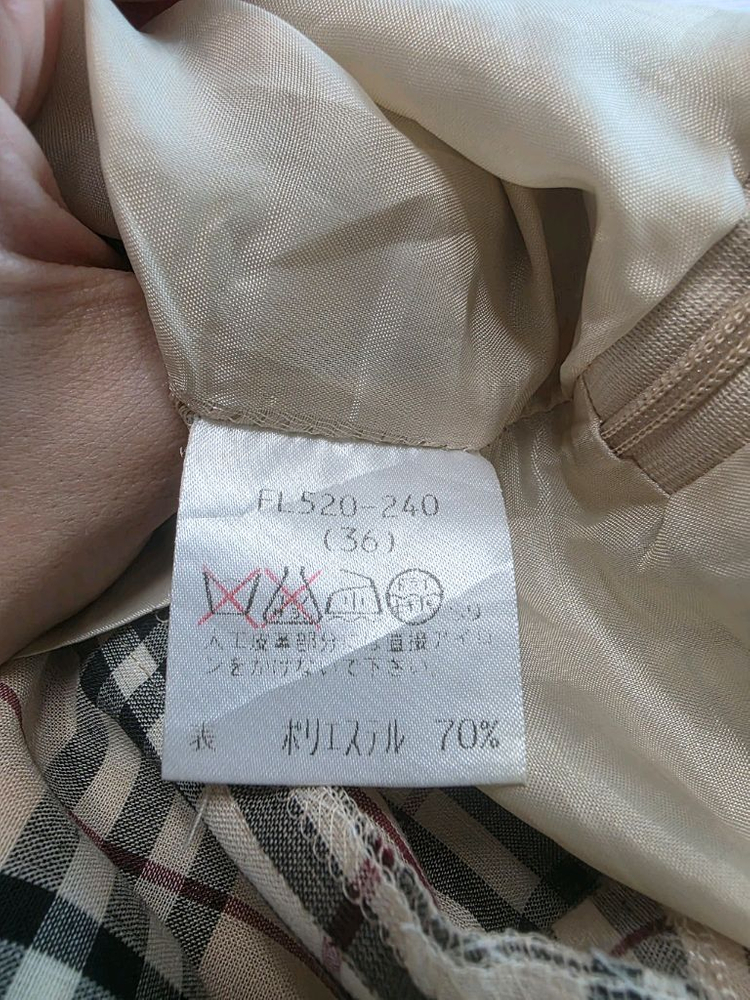 FL520-240
(36)
人工皮革部分には直接アイロ
ンをかけないで下さい
表 ポリエステル 70%